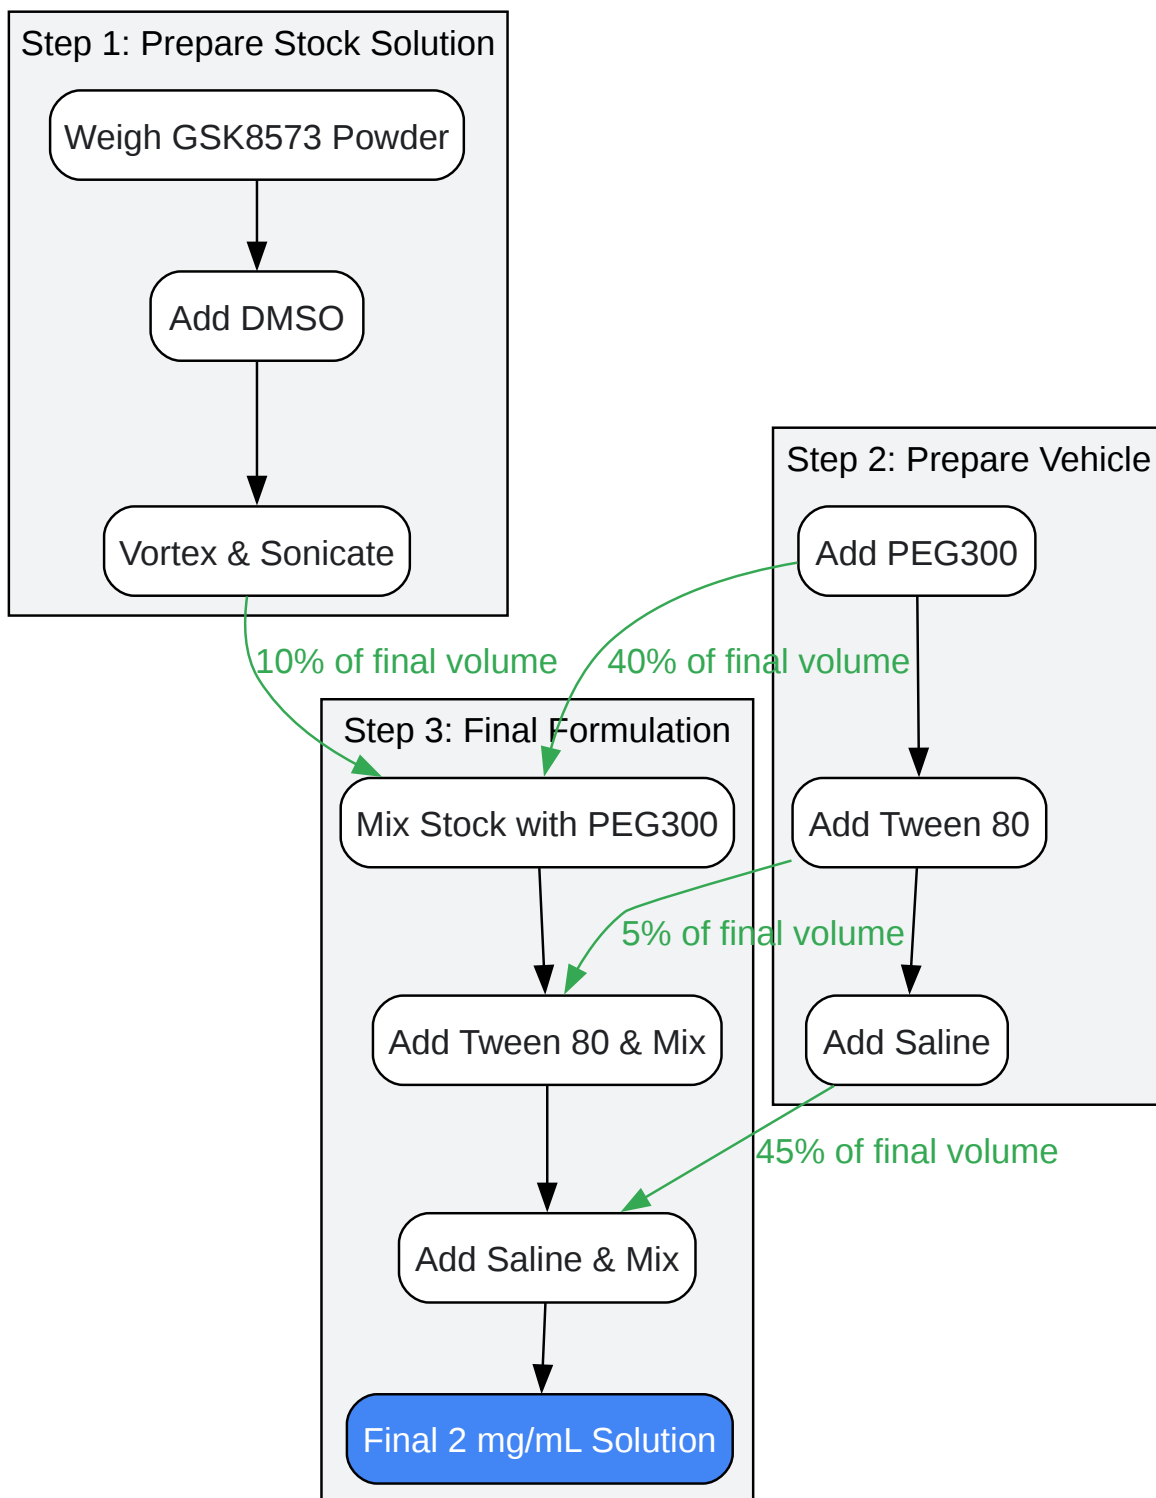 Step 1: Prepare Stock Solution
Weigh GSK8573 Powder
Add DMSO
Vortex & Sonicate
Step 2: Prepare Vehicle
Add PEG300
10% of final volume
40% of final volume
Step 3: Final Formulation
Mix Stock with PEG300
Add Tween 80
5% of final volume
Add Tween 80 & Mix
Add Saline
45% of final volume
Add Saline & Mix
Final 2 mg/mL Solution